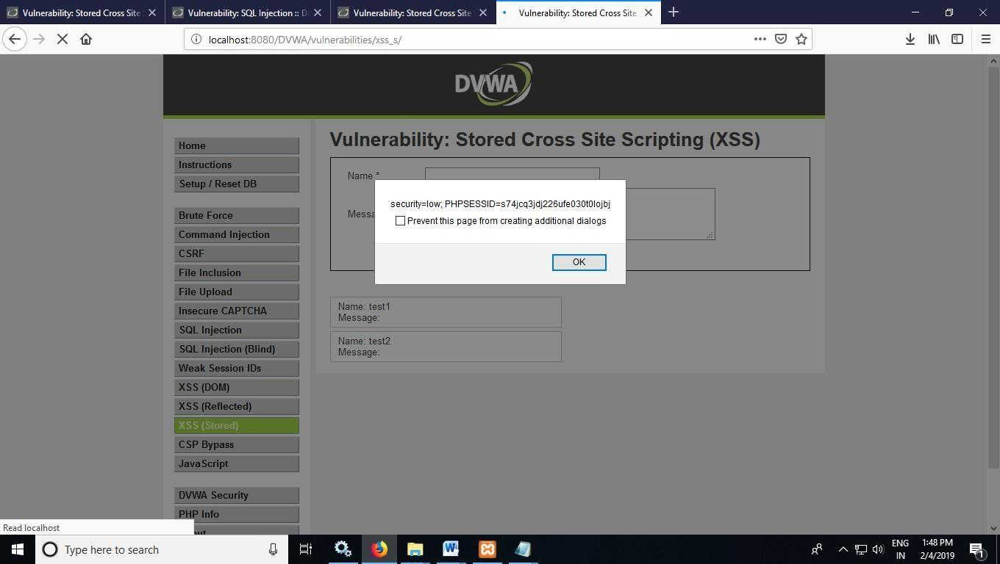 Vulnerability: Stored Cross Site
Vulnerability: SQL Injection :: D
Vulnerability: Stored Cross Site
Vulnerability: Stored Cross Site
localhost:8080/DVWA/vulnerabilities/xss_s/
DVWA
Home
Instructions
Setup / Reset DB
Brute Force
Command Injection
CSRF
File Inclusion
File Upload
Insecure CAPTCHA
SQL Injection
SQL Injection (Blind)
Weak Session IDs
XSS (DOM)
XSS (Reflected)
XSS (Stored)
CSP Bypass
JavaScript
DVWA Security
PHP Info
Vulnerability: Stored Cross Site Scripting (XSS)
Name *
security=low; PHPSESSID=s74jcq3jdj226ufe030t0lojbj
Prevent this page from creating additional dialogs
OK
Name: test1
Message:
Name: test2
Message:
Read localhost
Type here to search
ENG
IN
1:48 PM
2/4/2019
1